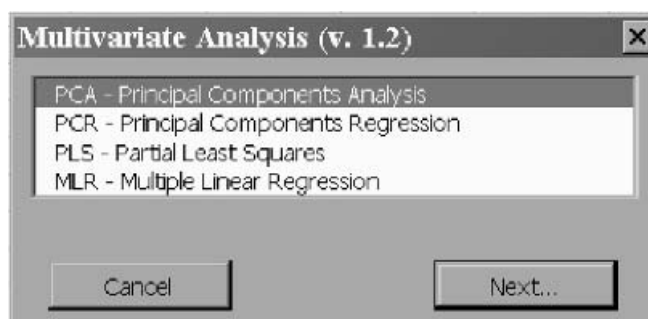 Multivariate Analysis (v. 1.2)
PCA - Principal Components Analysis
PCR - Principal Components Regression
PLS - Partial Least Squares
MLR - Multiple Linear Regression
Cancel
Next...